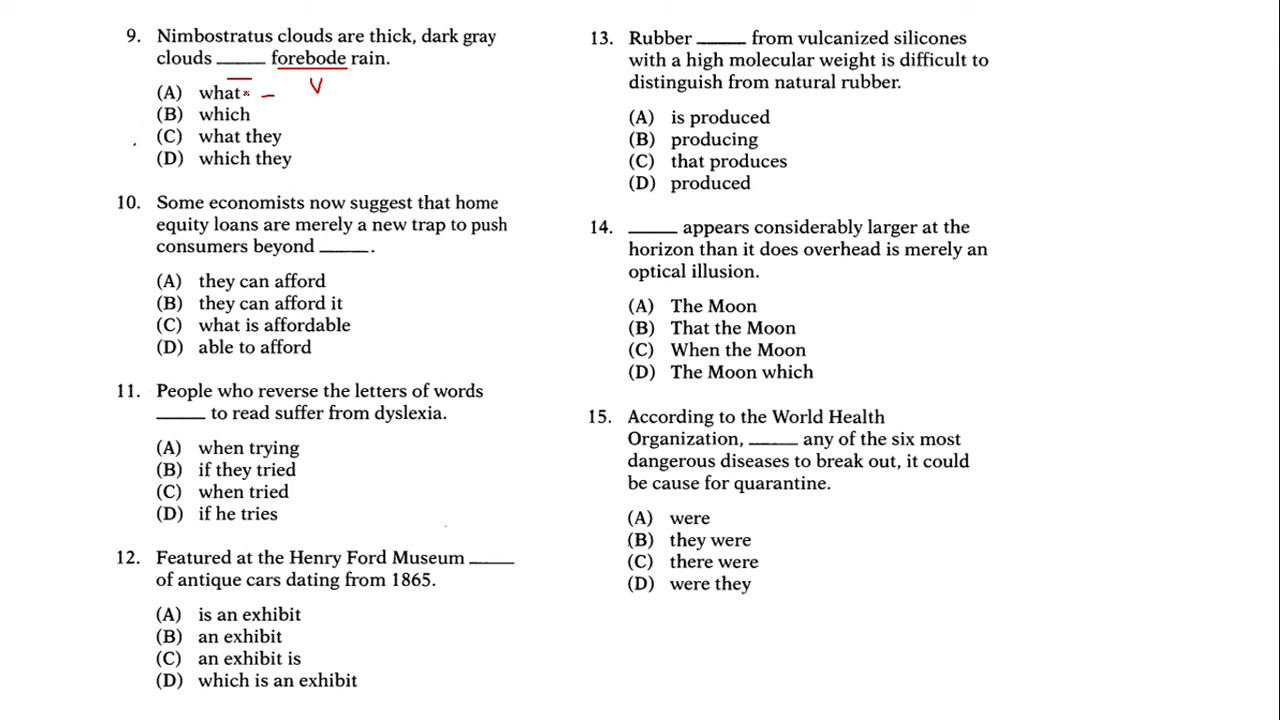 9. Nimbostratus clouds are thick, dark gray
clouds _____ forebode rain.
V
(A) what
(B) which
(C) what they
(D) which they
10. Some economists now suggest that home
equity loans are merely a new trap to push
consumers beyond _____.
(A) they can afford
(B) they can afford it
(C) what is affordable
(D) able to afford
11. People who reverse the letters of words
_____ to read suffer from dyslexia.
(A) when trying
(B) if they tried
(C) when tried
(D) if he tries
12. Featured at the Henry Ford Museum _____
of antique cars dating from 1865.
(A) is an exhibit
(B) an exhibit
(C) an exhibit is
(D) which is an exhibit
13. Rubber _____ from vulcanized silicones
with a high molecular weight is difficult to
distinguish from natural rubber.
(A) is produced
(B) producing
(C) that produces
(D) produced
14. _____ appears considerably larger at the
horizon than it does overhead is merely an
optical illusion.
(A) The Moon
(B) That the Moon
(C) When the Moon
(D) The Moon which
15. According to the World Health
Organization, _____ any of the six most
dangerous diseases to break out, it could
be cause for quarantine.
(A) were
(B) they were
(C) there were
(D) were they